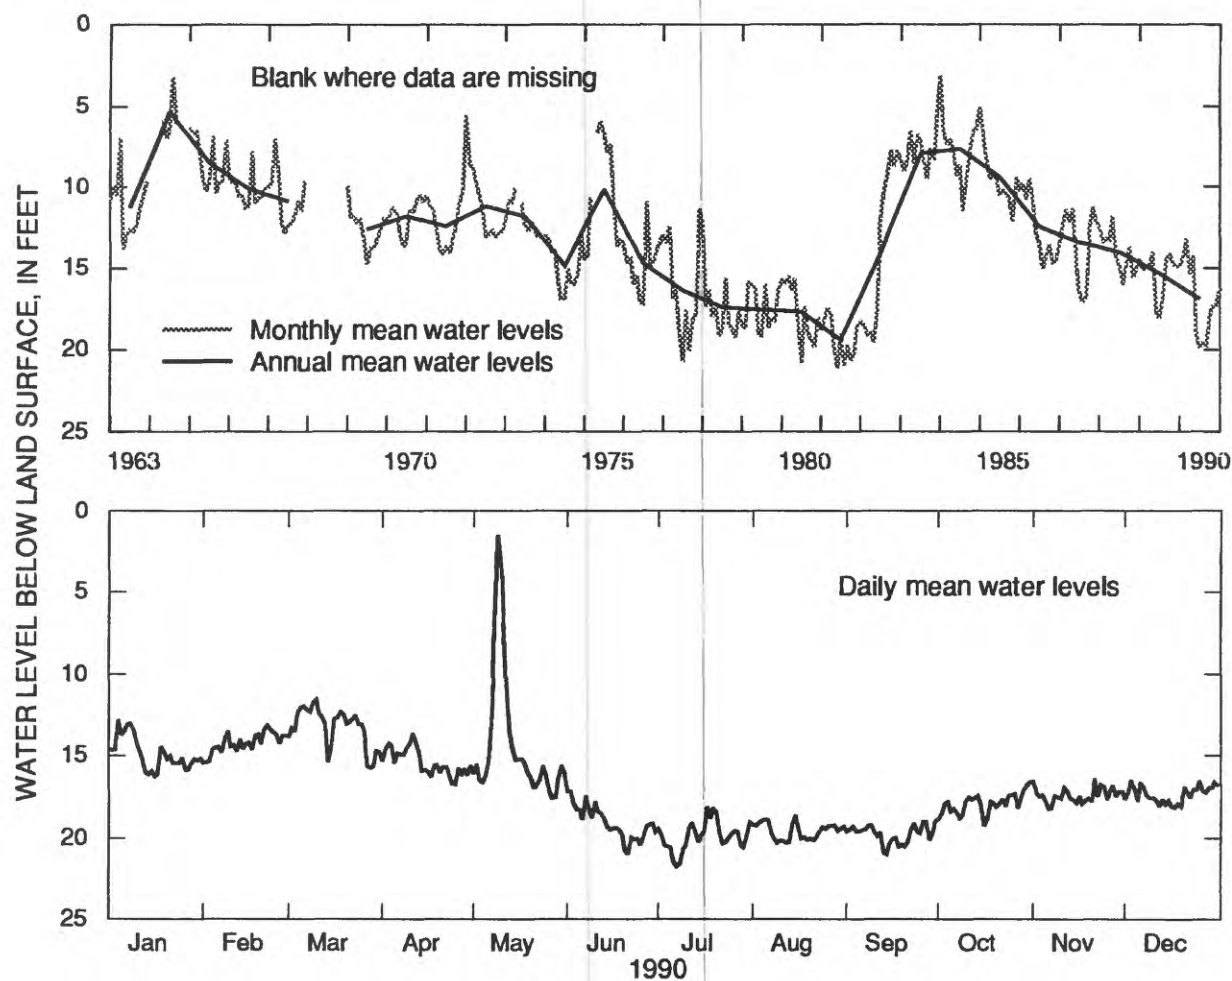 WATER LEVEL BELOW LAND SURFACE, IN FEET
0
5
10
15
20
25
Blank where data are missing
Monthly mean water levels
Annual mean water levels
1963 1970 1975 1980 1985 1990
0
5
10
15
20
25
Daily mean water levels
Jan Feb Mar Apr May Jun Jul Aug Sep Oct Nov Dec
1990